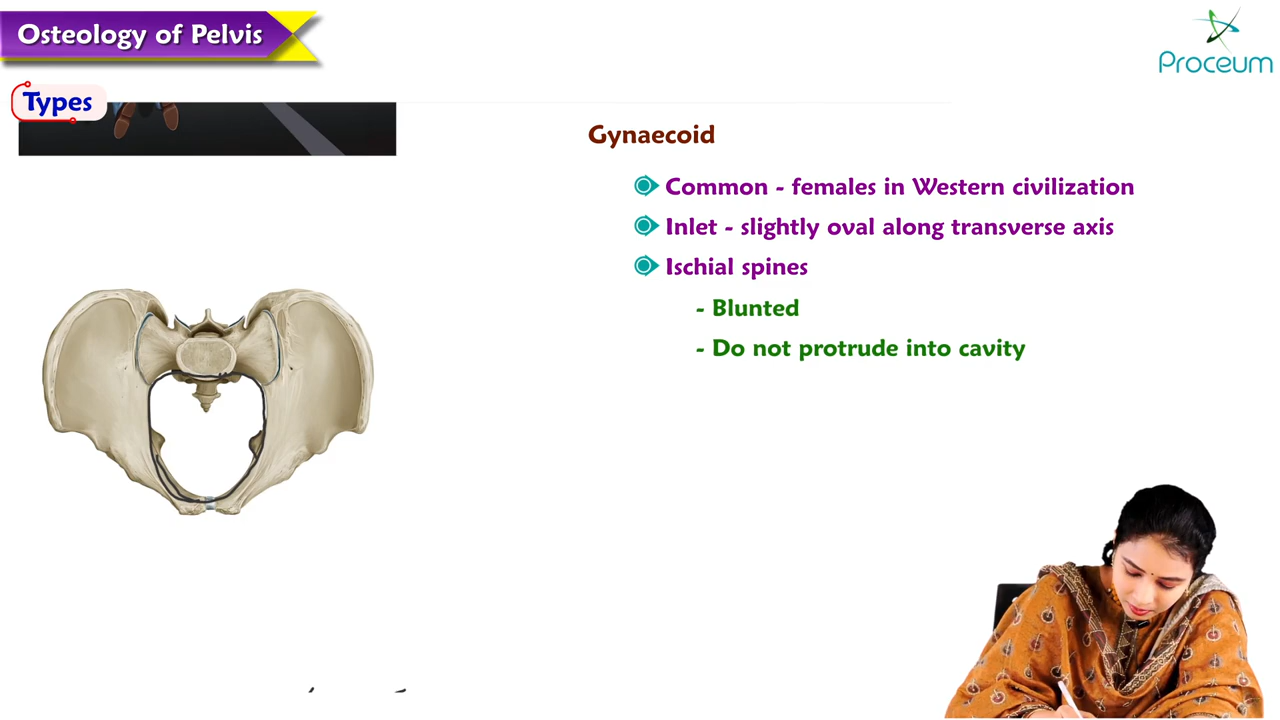 Osteology of Pelvis
Proceum
Types
Gynaecoid
Common - females in Western civilization
Inlet - slightly oval along transverse axis
Ischial spines
- Blunted
- Do not protrude into cavity